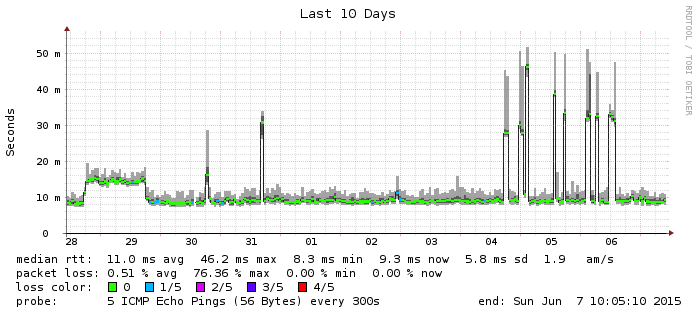 Last 10 Days
RRDTOOL / TOBI OETIKER
Seconds
50 m
40 m
30 m
20 m
10 m
0
28 29 30 31 01 02 03 04 05 06
median rtt: 11.0 ms avg 46.2 ms max 8.3 ms min 9.3 ms now 5.8 ms sd 1.9 am/s
packet loss: 0.51 % avg 76.36 % max 0.00 % min 0.00 % now
loss color: 0 1/5 2/5 3/5 4/5
probe: 5 ICMP Echo Pings (56 Bytes) every 300s end: Sun Jun 7 10:05:10 2015